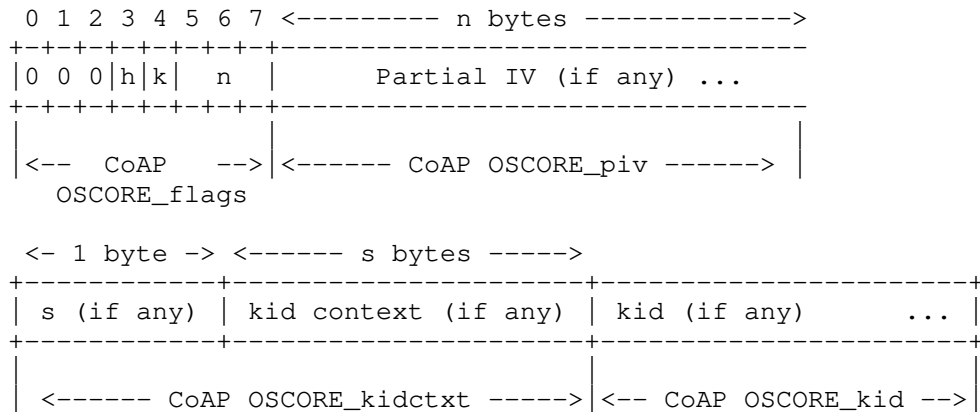 0 1 2 3 4 5 6 7 <--------- n bytes ------------->
+-+-+-+-+-+-+-+-+---------------------------------
|0 0 0|h|k|  n  |      Partial IV (if any) ...
+-+-+-+-+-+-+-+-+---------------------------------
|               |                                |
|<--  CoAP   -->|<------ CoAP OSCORE_piv ------> |
   OSCORE_flags

 <- 1 byte -> <------ s bytes ----->
+------------+----------------------+-----------------------+
| s (if any) | kid context (if any) | kid (if any)      ... |
+------------+----------------------+-----------------------+
|                                   |                       |
| <------ CoAP OSCORE_kidctxt ----->|<-- CoAP OSCORE_kid -->|